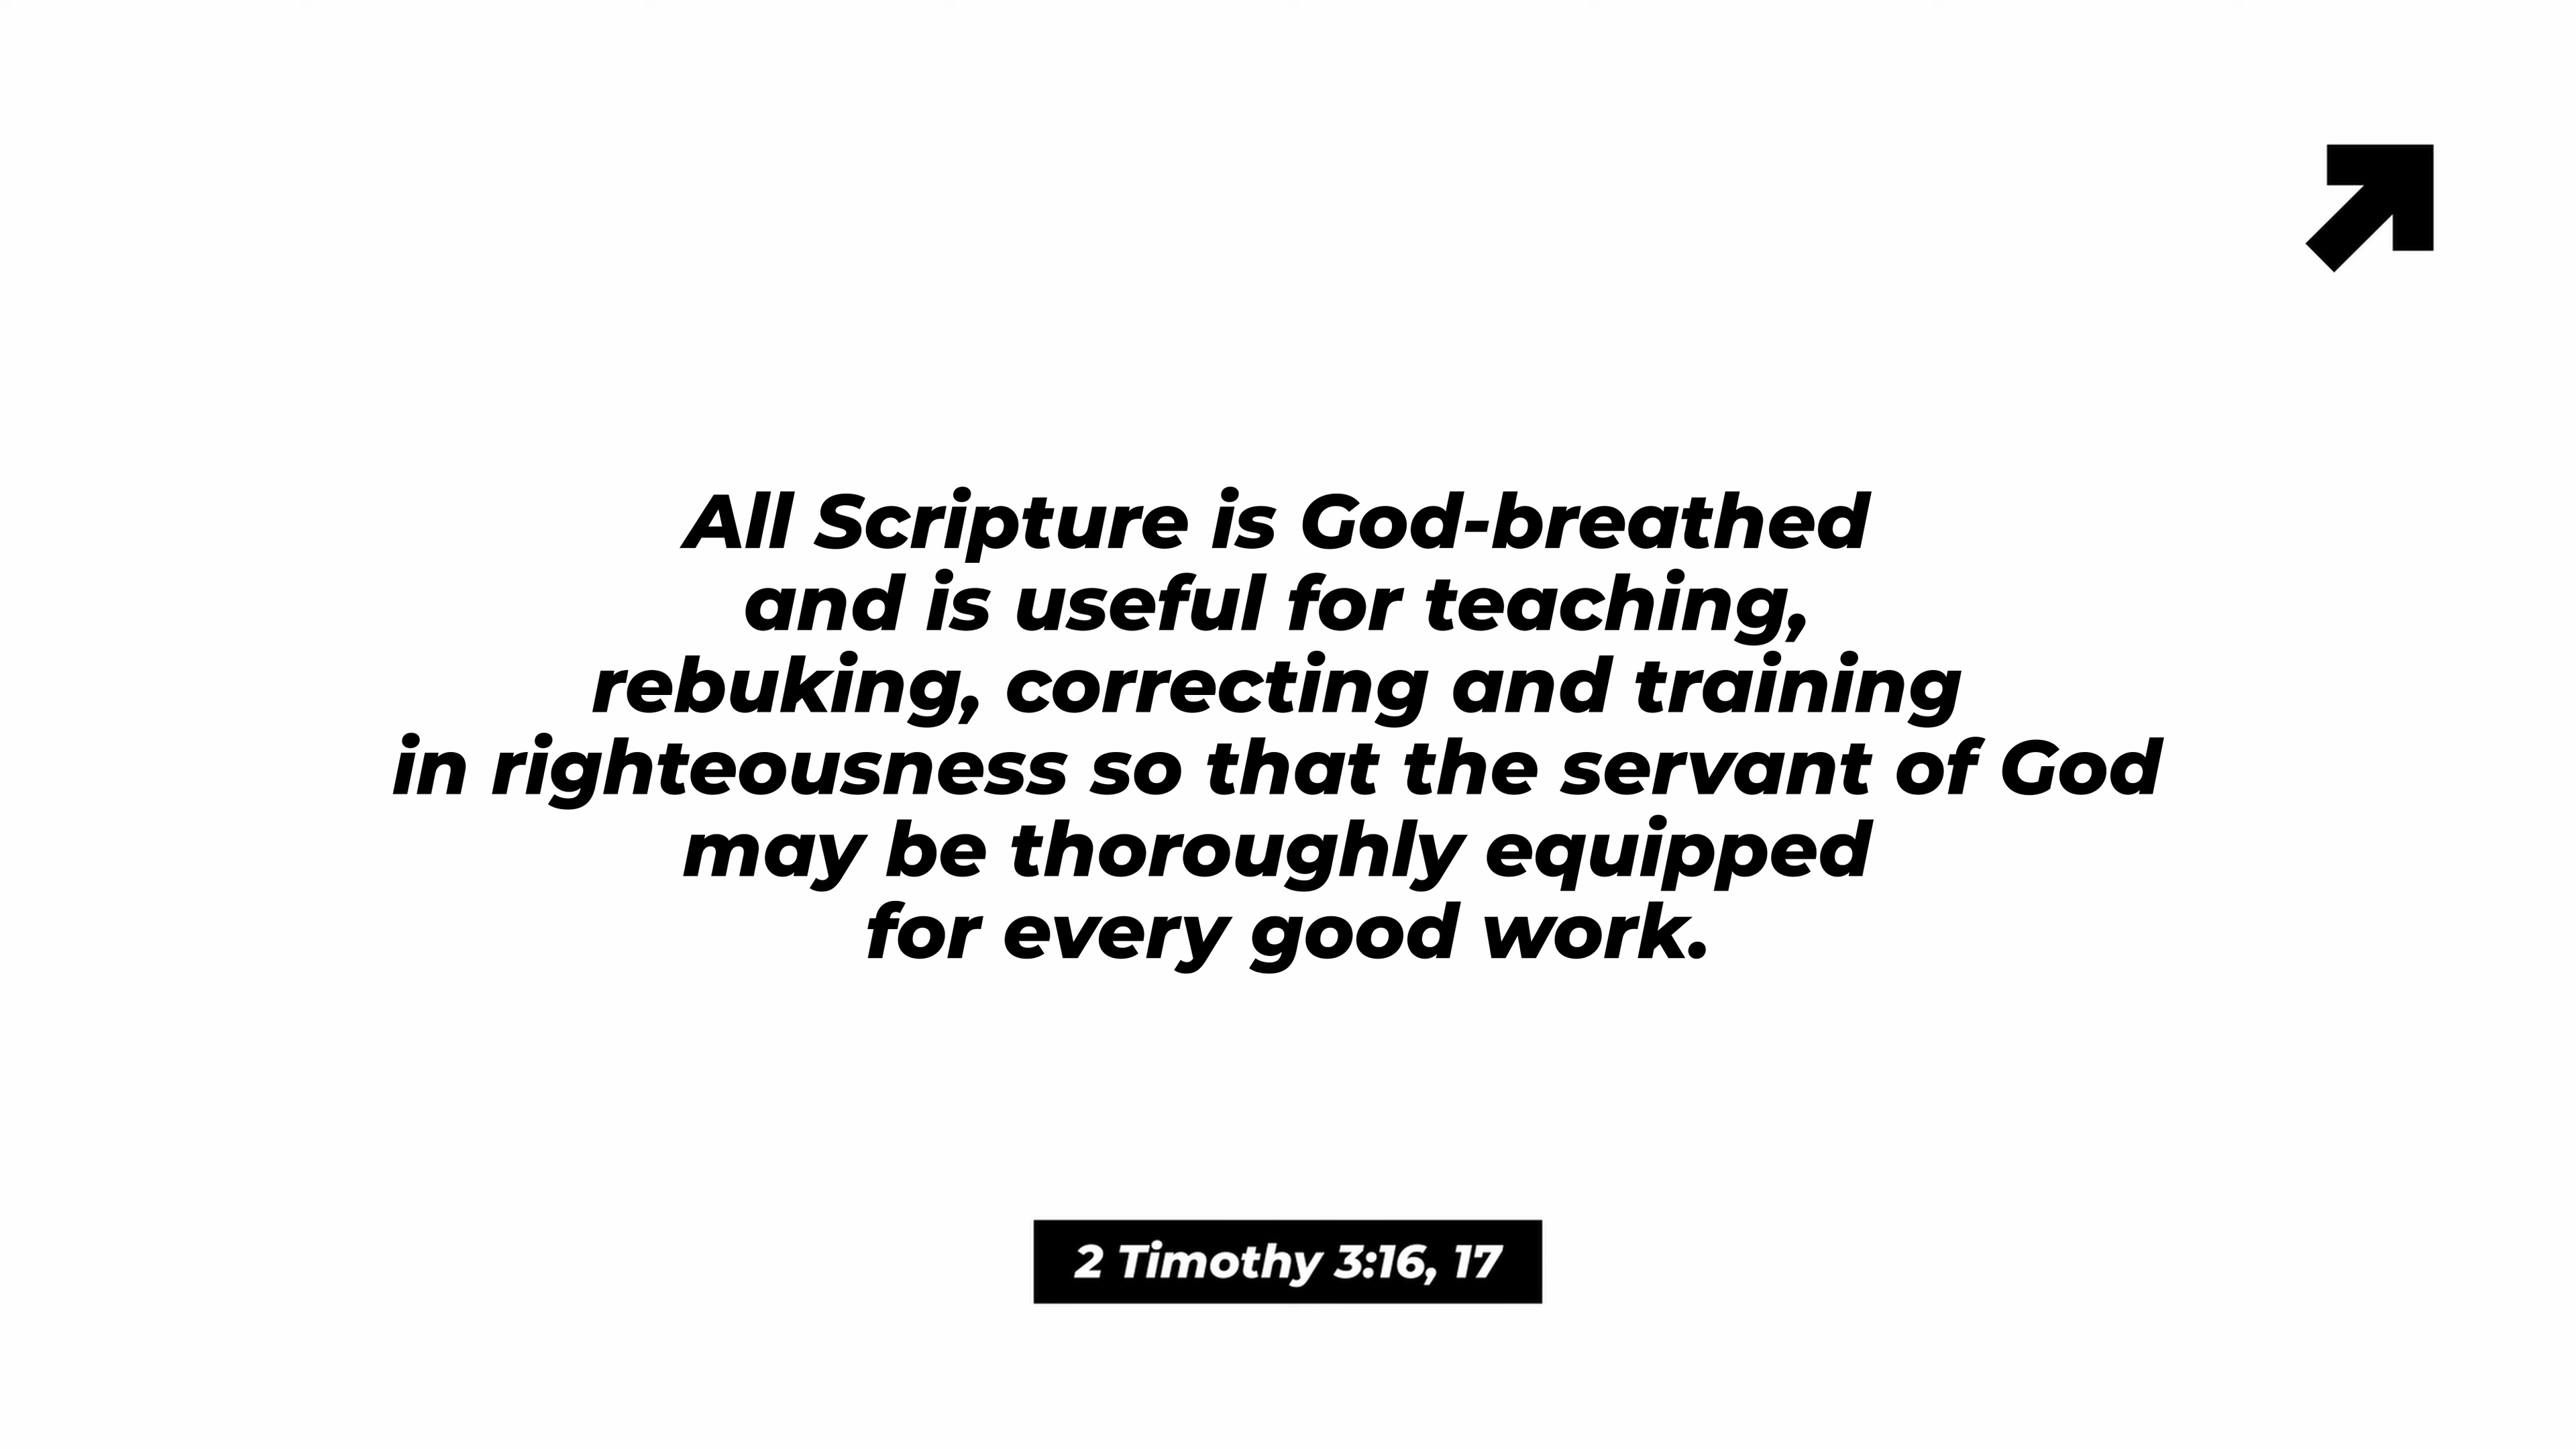 All Scripture is God-breathed
and is useful for teaching,
rebuking, correcting and training
in righteousness so that the servant of God
may be thoroughly equipped
for every good work.
2 Timothy 3:16, 17